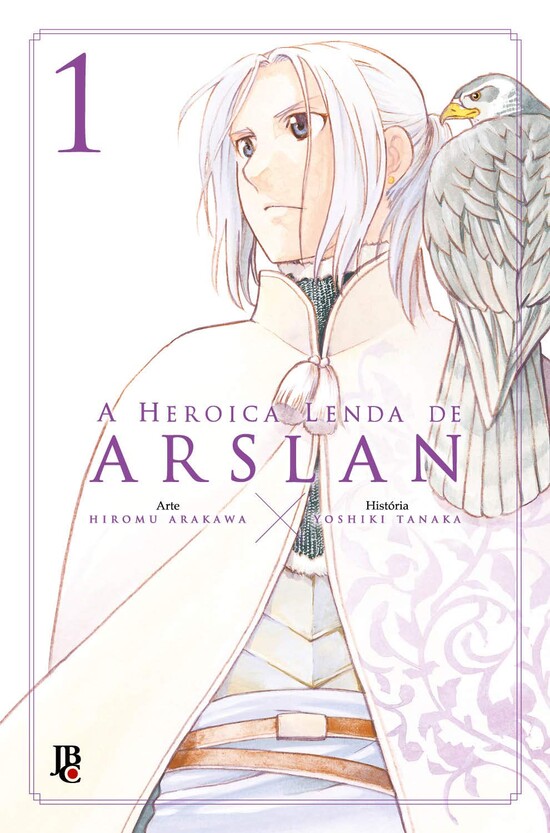 1
A HEROICA LENDA DE
ARSLAN
Arte
HIROMU ARAKAWA
História
YOSHIKI TANAKA
JBC